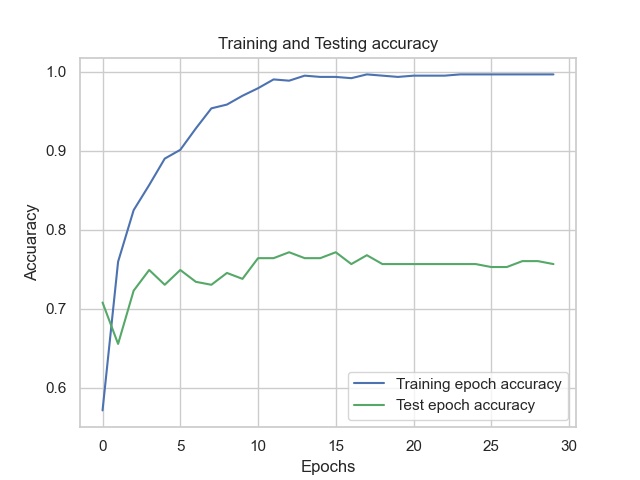 Training and Testing accuracy
1.0
0.9
0.8
0.7
0.6
Accuaracy
0
5
10
15
20
25
30
Epochs
Training epoch accuracy
Test epoch accuracy